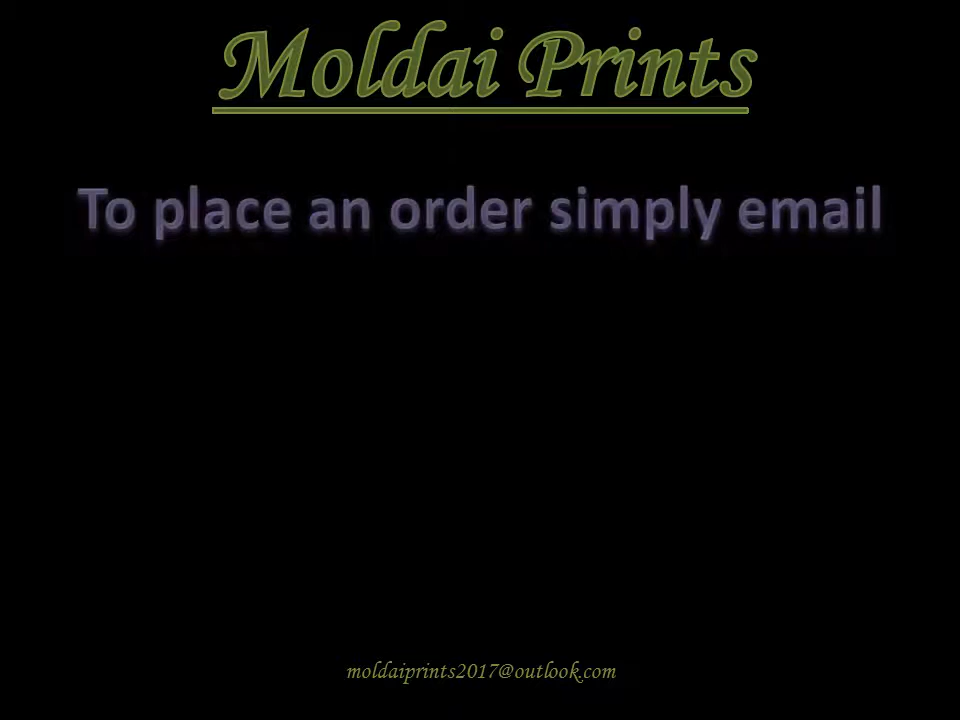 Moldai Prints
To place an order simply email
moldaiprints2017@outlook.com